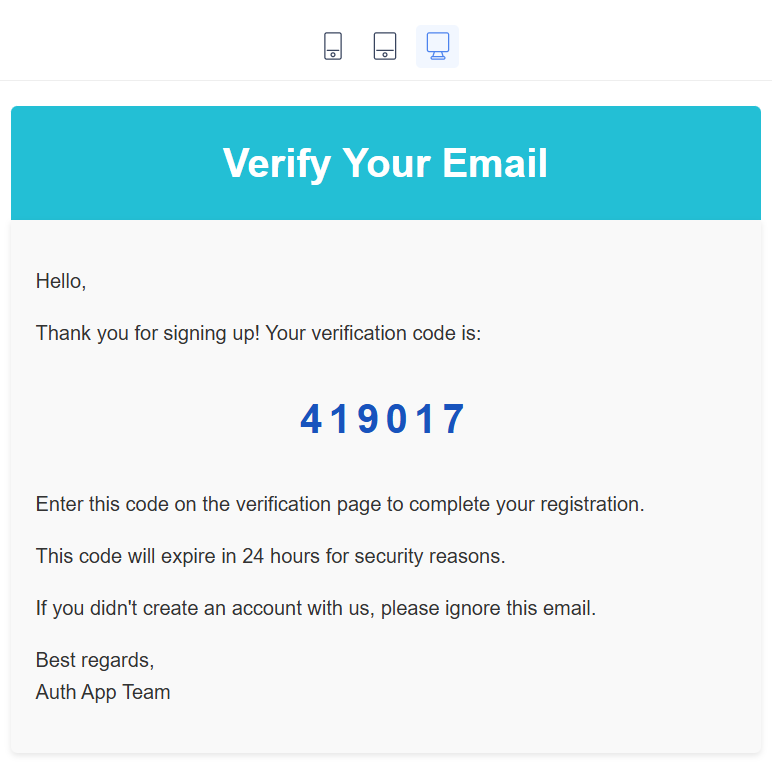 Verify Your Email
Hello,
Thank you for signing up! Your verification code is:
419017
Enter this code on the verification page to complete your registration.
This code will expire in 24 hours for security reasons.
If you didn't create an account with us, please ignore this email.
Best regards,
Auth App Team